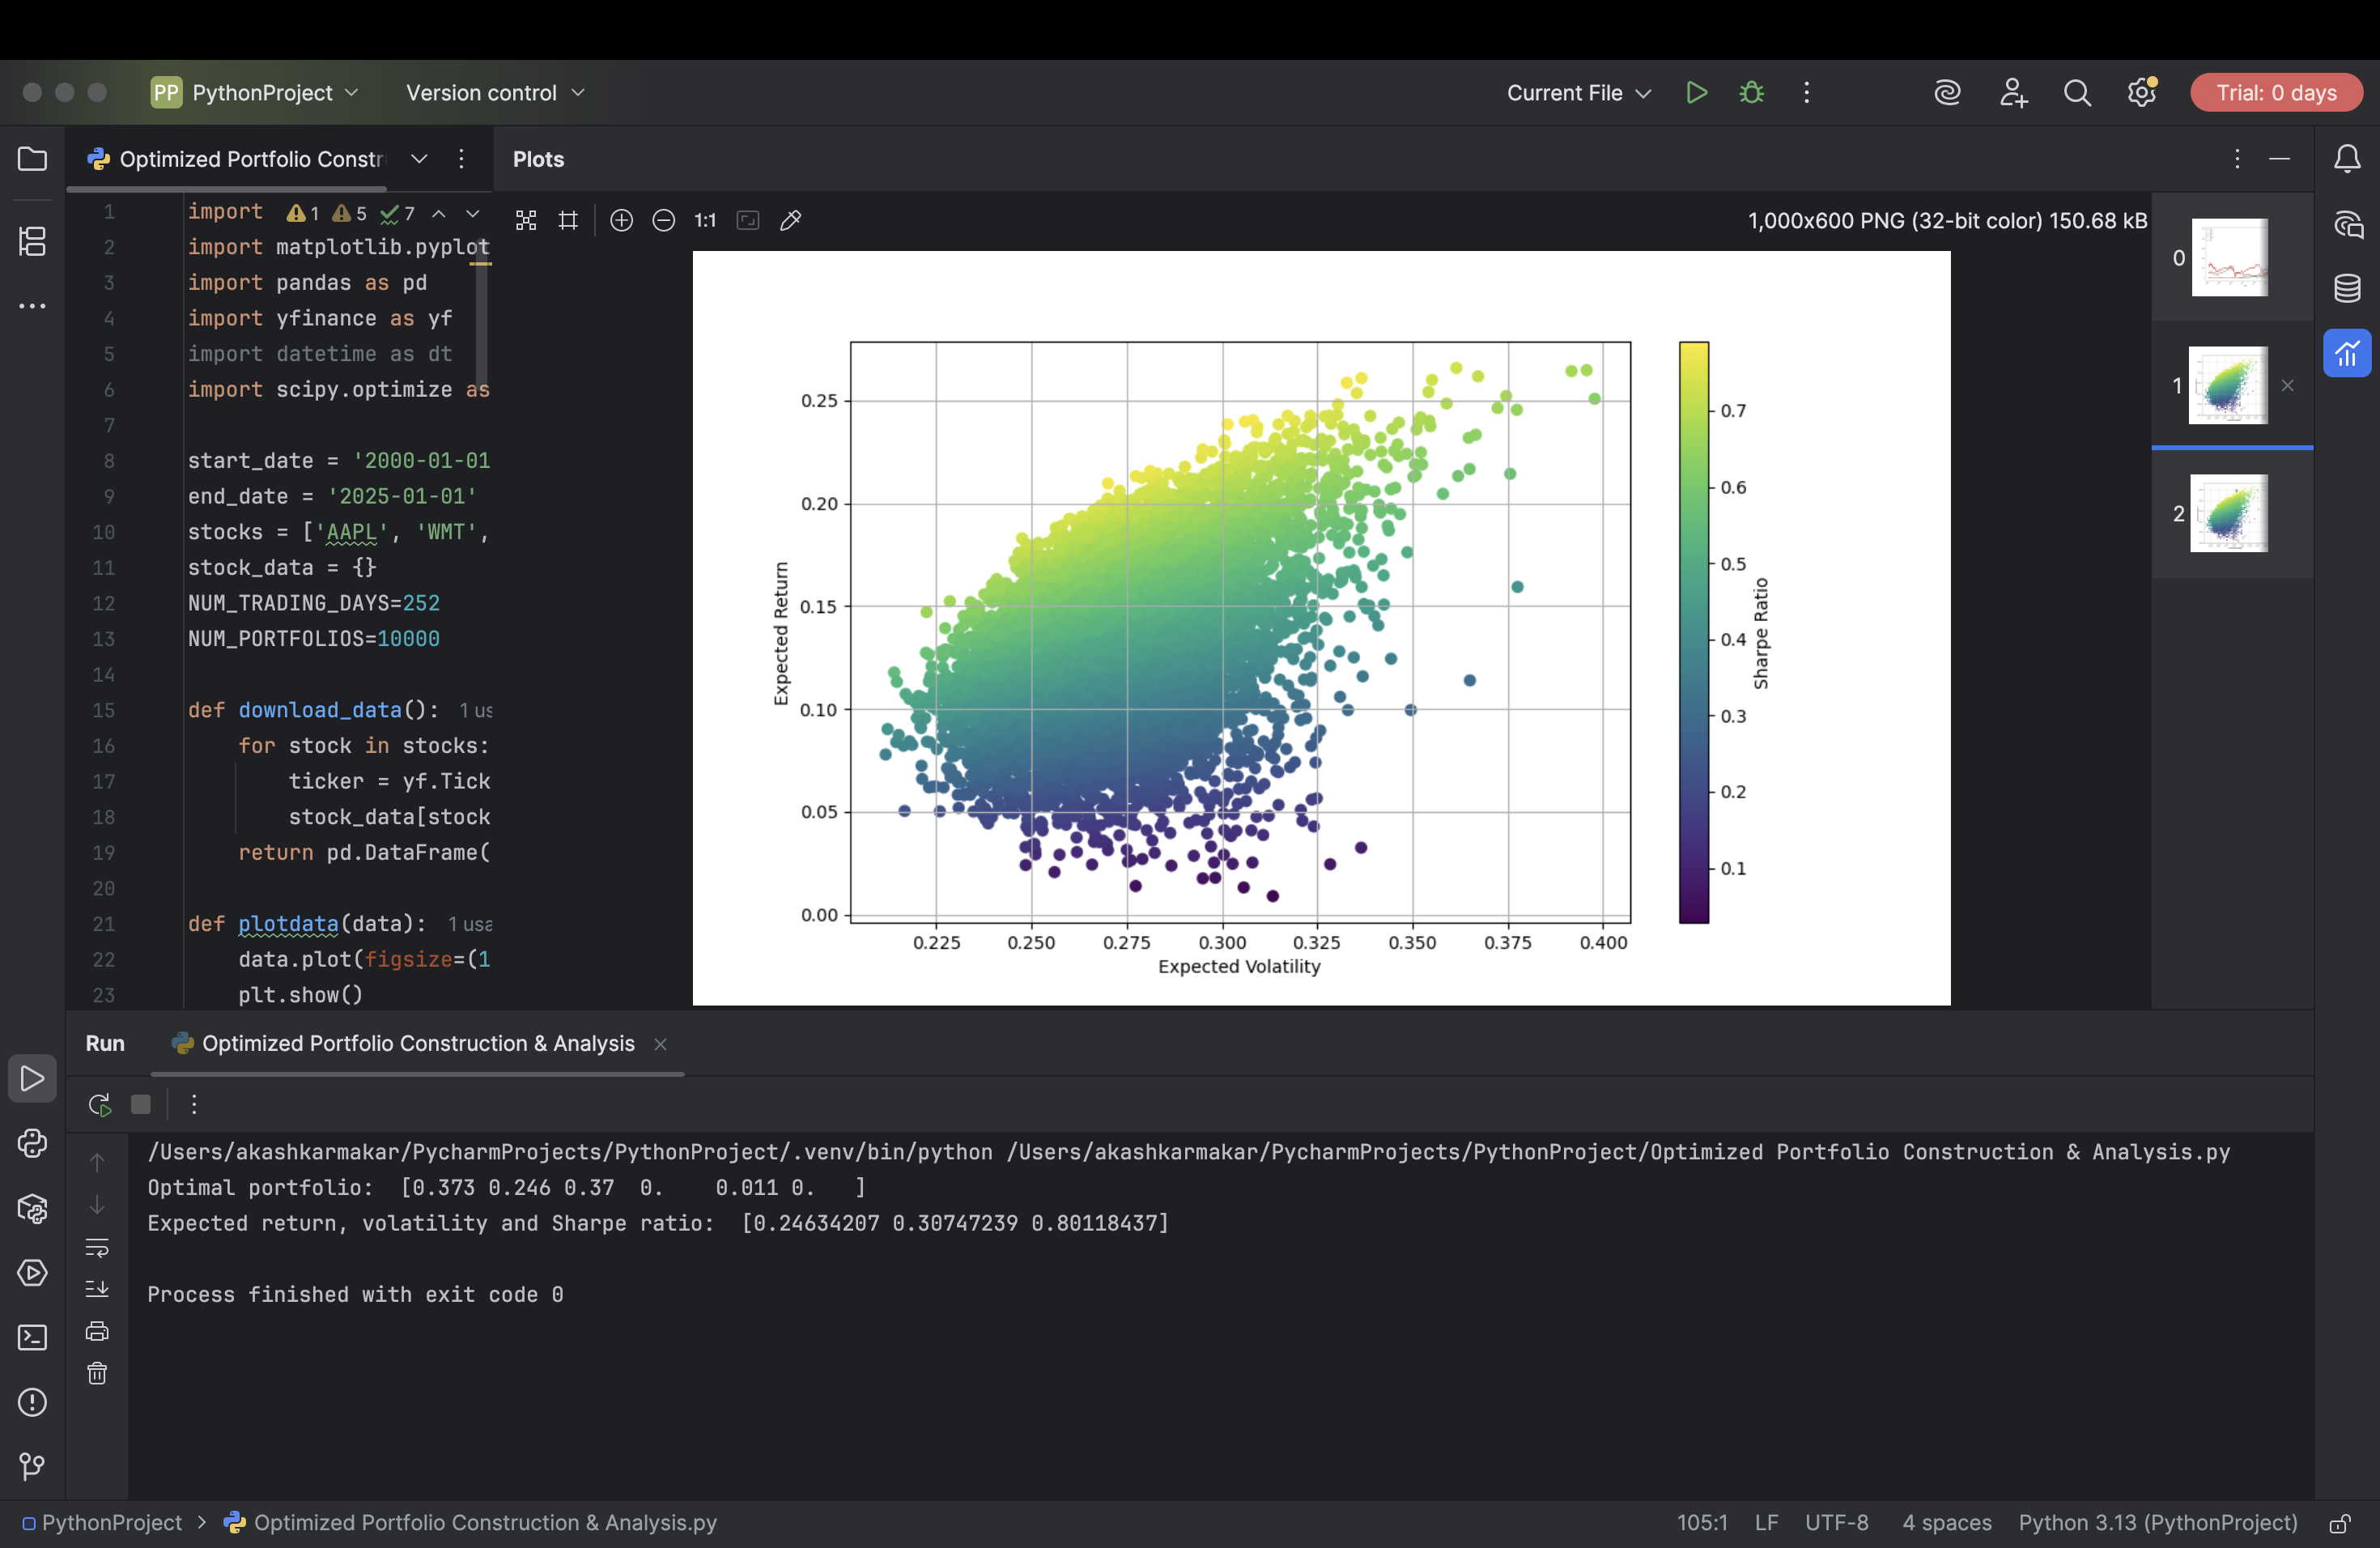 PP PythonProject Version control Current File Trial: 0 days
Optimized Portfolio Constr
Plots
1 import 1 5 7
2 import matplotlib.pyplot
3 import pandas as pd
4 import yfinance as yf
5 import datetime as dt
6 import scipy.optimize as
7
8 start_date = '2000-01-01
9 end_date = '2025-01-01'
10 stocks = ['AAPL', 'WMT',
11 stock_data = {}
12 NUM_TRADING_DAYS=252
13 NUM_PORTFOLIOS=10000
14
15 def download_data(): 1 us
16 for stock in stocks:
17 ticker = yf.Tick
18 stock_data[stock
19 return pd.DataFrame(
20
21 def plotdata(data): 1 usa
22 data.plot(figsize=(1
23 plt.show()
1:1
1,000x600 PNG (32-bit color) 150.68 kB
0.25
0.20
0.15
0.10
0.05
0.00
Expected Return
0.225 0.250 0.275 0.300 0.325 0.350 0.375 0.400
Expected Volatility
0.7
0.6
0.5
0.4
0.3
0.2
0.1
Sharpe Ratio
0
1
2
Run Optimized Portfolio Construction & Analysis
/Users/akashkarmakar/PycharmProjects/PythonProject/.venv/bin/python /Users/akashkarmakar/PycharmProjects/PythonProject/Optimized Portfolio Construction & Analysis.py
Optimal portfolio:  [0.373 0.246 0.37  0.    0.011 0.   ]
Expected return, volatility and Sharpe ratio:  [0.24634207 0.30747239 0.80118437]
Process finished with exit code 0
PythonProject > Optimized Portfolio Construction & Analysis.py 105:1 LF UTF-8 4 spaces Python 3.13 (PythonProject)